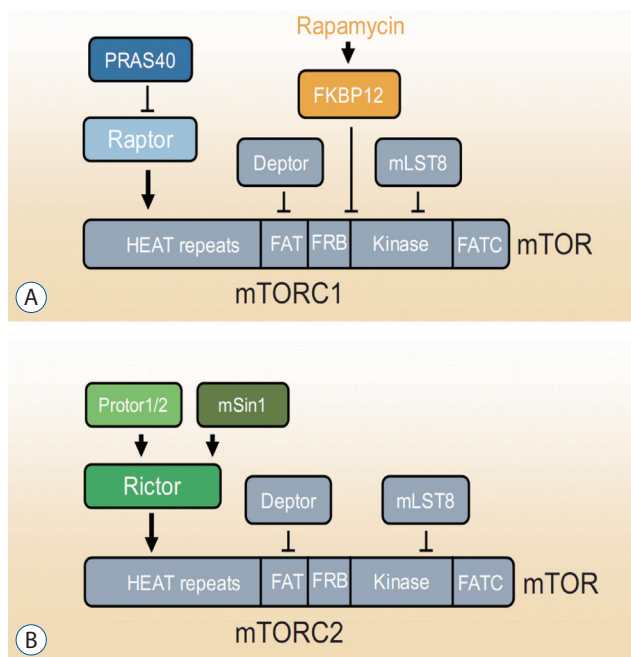 Rapamycin
PRAS40
FKBP12
Raptor
Deptor
mLST8
HEAT repeats
FAT
FRB
Kinase
FATC
mTOR
mTORC1
A
Protor1/2
mSin1
Rictor
Deptor
mLST8
HEAT repeats
FAT
FRB
Kinase
FATC
mTOR
mTORC2
B